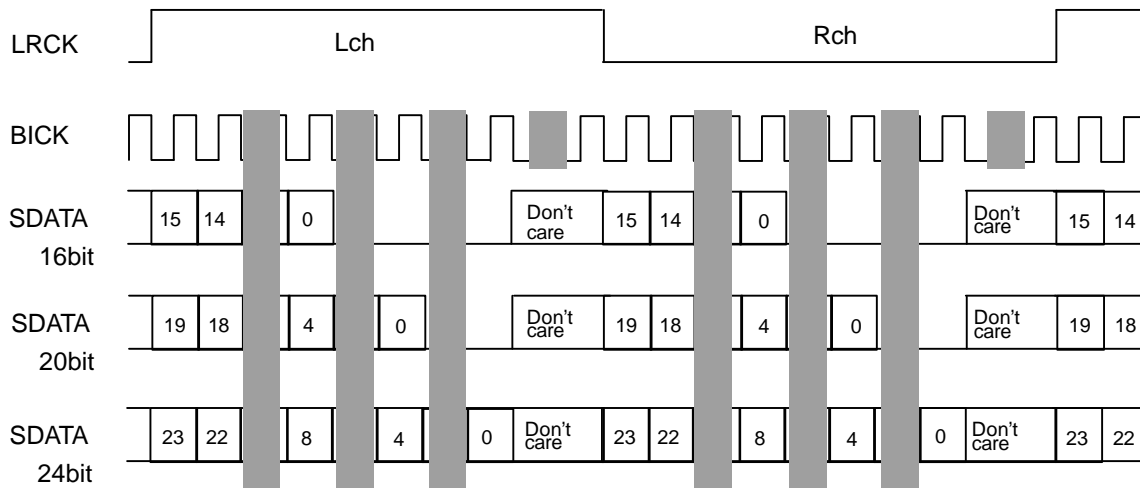 LRCK
Lch
Rch
BICK
SDATA
16bit
15 14 0 Don't care 15 14 0 Don't care 15 14
SDATA
20bit
19 18 4 0 Don't care 19 18 4 0 Don't care 19 18
SDATA
24bit
23 22 8 4 0 Don't care 23 22 8 4 0 Don't care 23 22